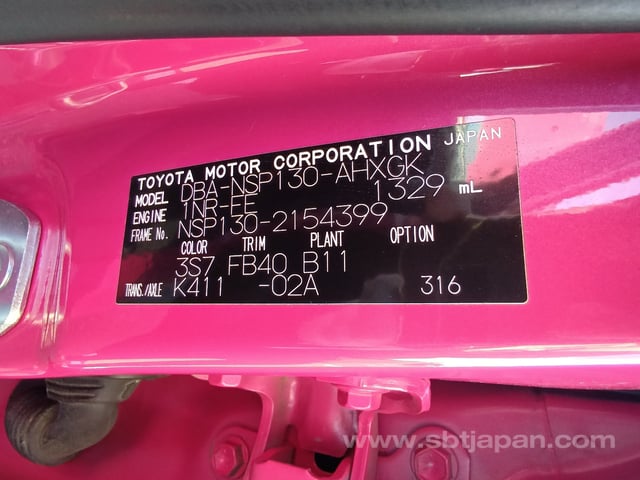 TOYOTA MOTOR CORPORATION JAPAN
MODEL DBA-NSP130-AHXGK
ENGINE 1NR-FE 1329 mL
FRAME No. NSP130-2154399
COLOR TRIM PLANT OPTION
3S7 FB40 B11
TRANS./AXLE K411 -02A 316
www.sbtjapan.com